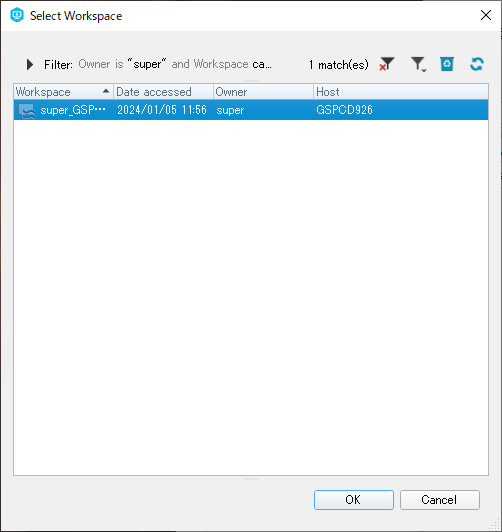 Select Workspace
Filter: Owner is "super" and Workspace ca... 1 match(es)
Workspace Date accessed Owner Host
super_GSP... 2024/01/05 11:56 super GSPCD926
OK Cancel